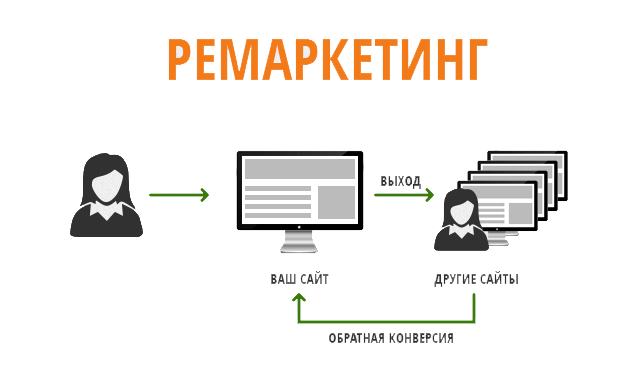 РЕМАРКЕТИНГ
ВЫХОД
ВАШ САЙТ
ДРУГИЕ САЙТЫ
ОБРАТНАЯ КОНВЕРСИЯ